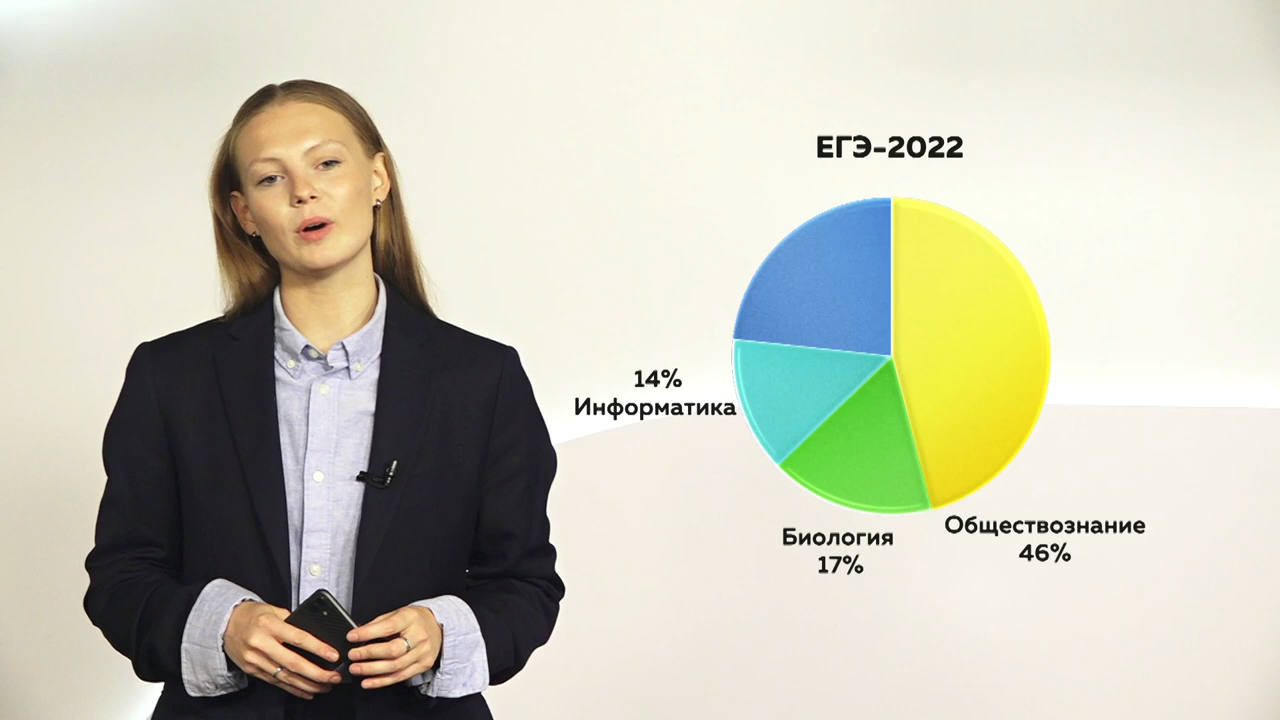 ЕГЭ-2022
14%
Информатика
Биология
17%
Обществознание
46%